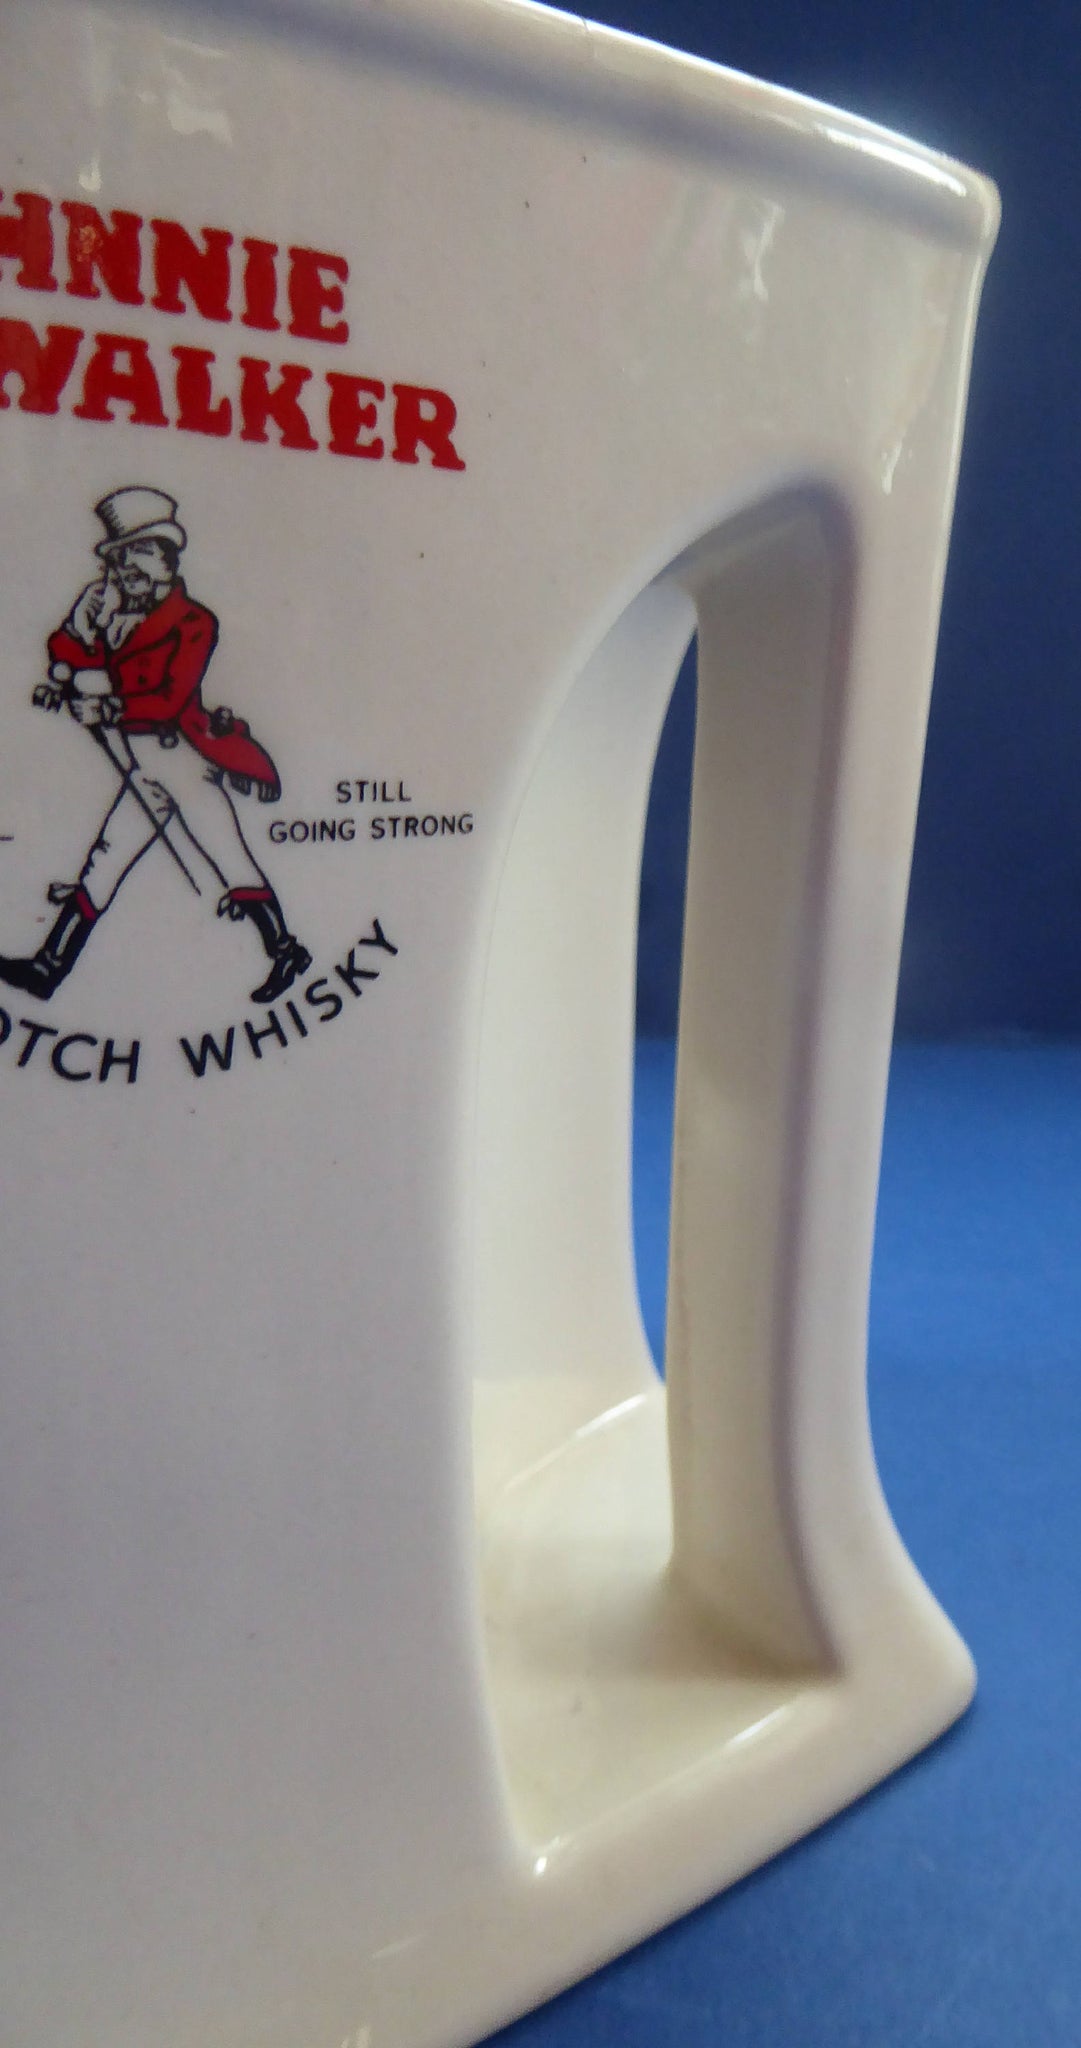 HNNIE
WALKER
STILL
GOING STRONG
OTCH WHISKY